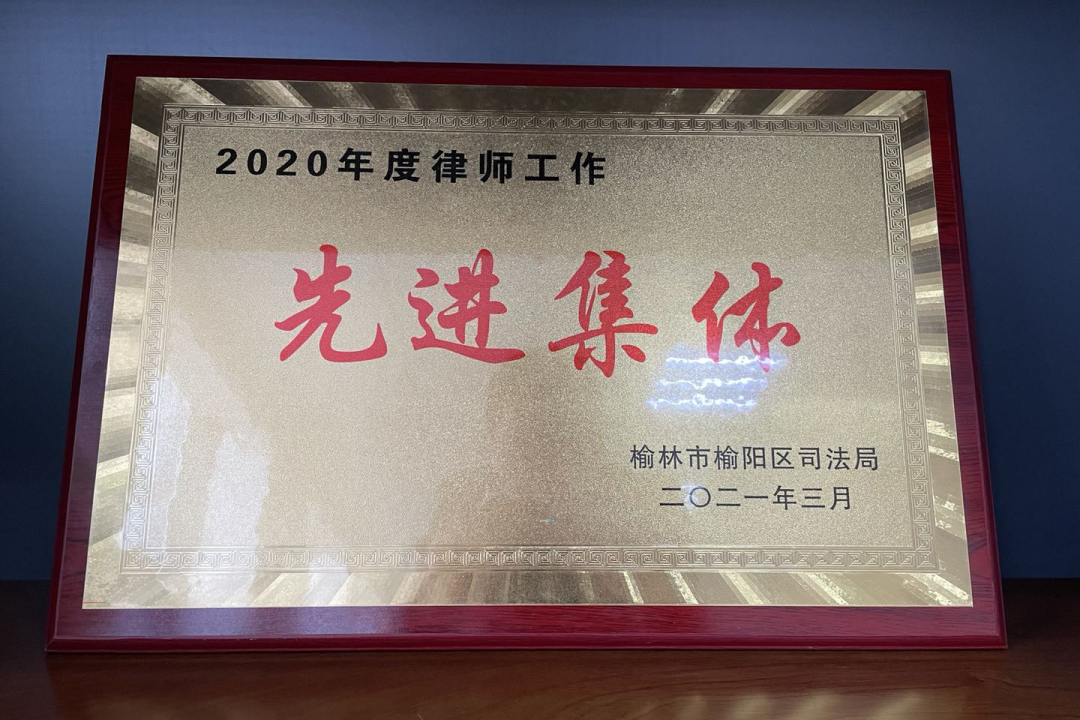 2020年度律师工作
先进集体
榆林市榆阳区司法局
二〇二一年三月